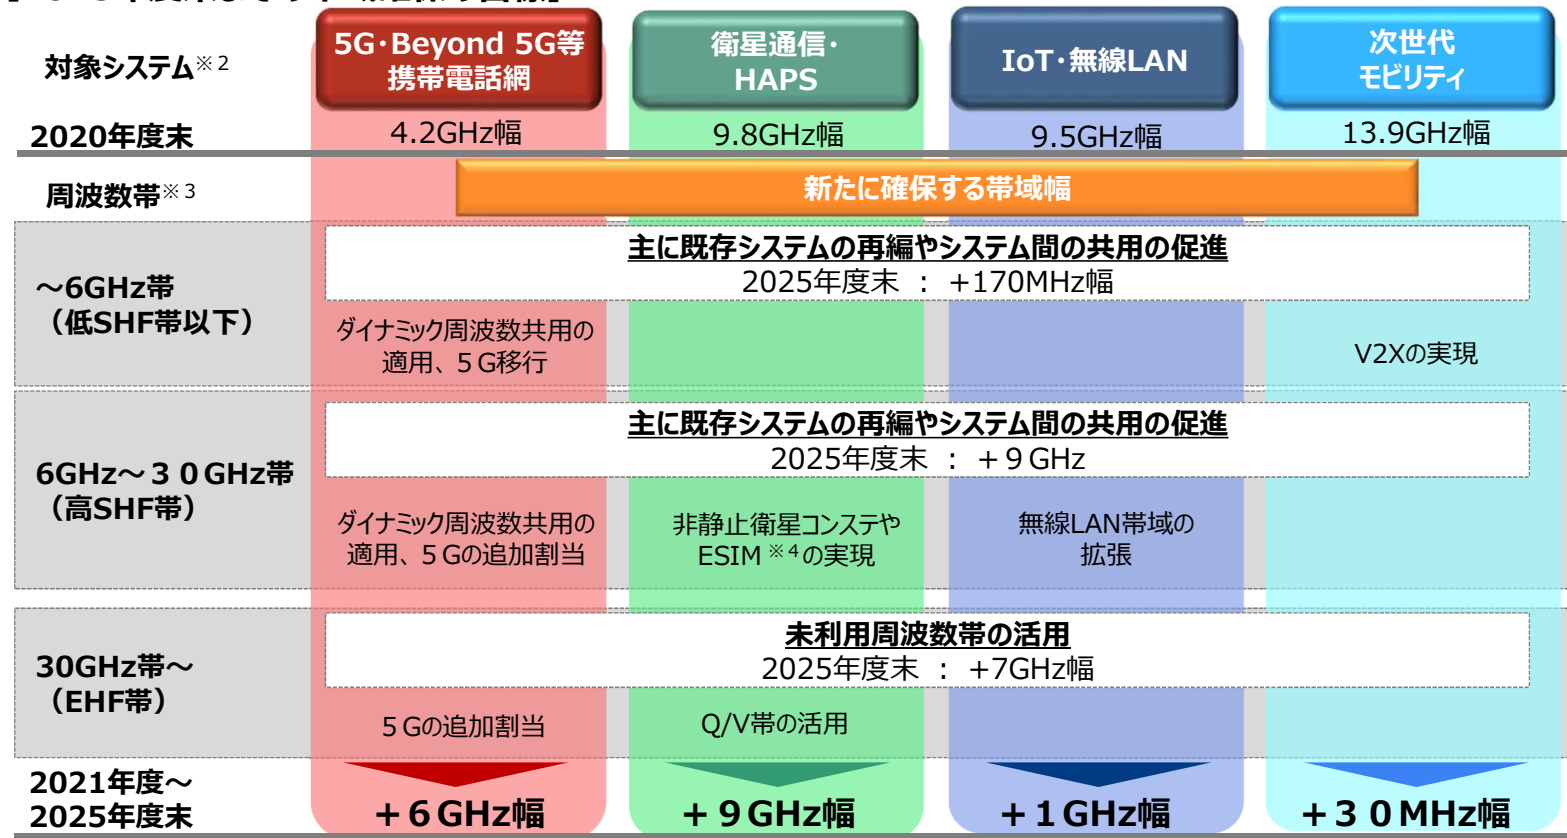 対象システム※2
5G・Beyond 5G等
携帯電話網
衛星通信・
HAPS
IoT・無線LAN
次世代
モビリティ
2020年度末
4.2GHz幅
9.8GHz幅
9.5GHz幅
13.9GHz幅
周波数帯※3
新たに確保する帯域幅
～6GHz帯
（低SHF帯以下）
主に既存システムの再編やシステム間の共用の促進
2025年度末 ： +170MHz幅
ダイナミック周波数共用の
適用、５G移行
V2Xの実現
6GHz～３０GHz帯
（高SHF帯）
主に既存システムの再編やシステム間の共用の促進
2025年度末 ： ＋９GHz
ダイナミック周波数共用の
適用、５Gの追加割当
非静止衛星コンステや
ESIM※4の実現
無線LAN帯域の
拡張
30GHz帯～
（EHF帯）
未利用周波数帯の活用
2025年度末 ： +7GHz幅
５Gの追加割当
Q/V帯の活用
2021年度～
2025年度末
＋６GHz幅
＋９GHz幅
＋１GHz幅
＋３０MHz幅